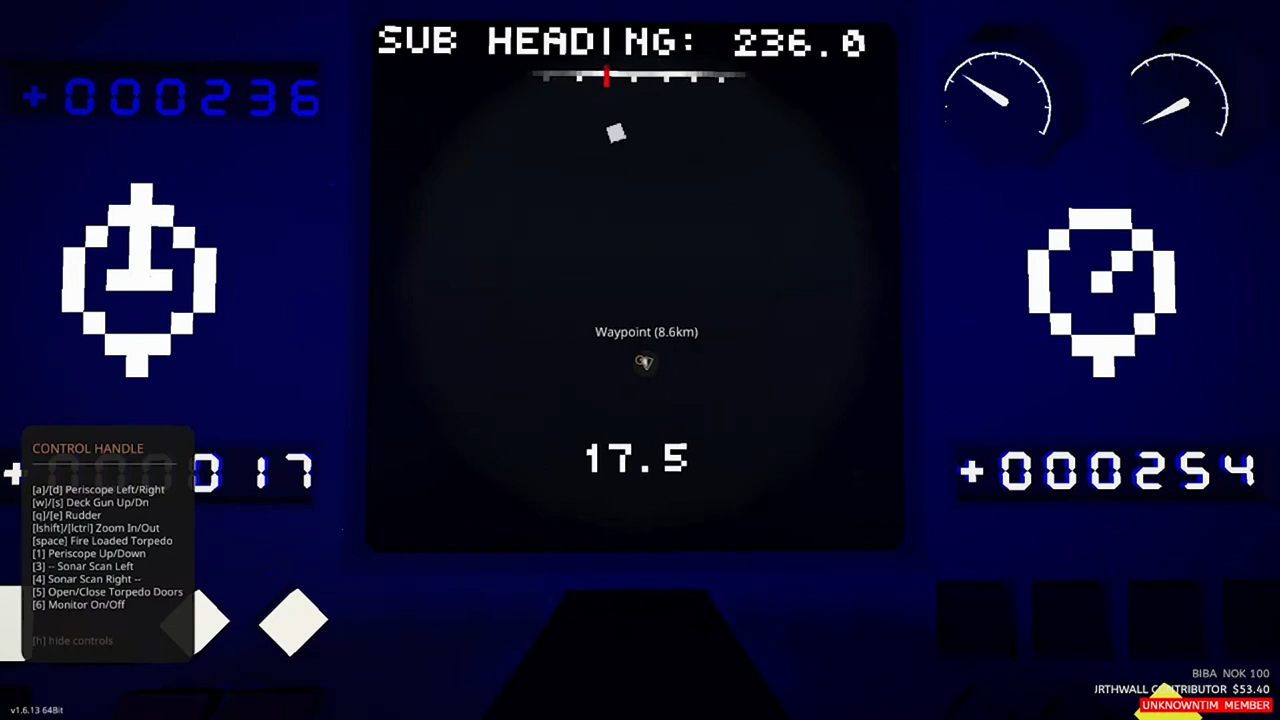 SUB HEADING: 236.0
+000236
Waypoint (8.6km)
17.5
CONTROL HANDLE
+000017
+000254
[a]/[d] Periscope Left/Right
[w]/[s] Deck Gun Up/Dn
[q]/[e] Rudder
[lshift]/[lctrl] Zoom In/Out
[space] Fire Loaded Torpedo
[1] Periscope Up/Down
[3] -- Sonar Scan Left
[4] Sonar Scan Right --
[5] Open/Close Torpedo Doors
[6] Monitor On/Off
[h] hide controls
BIBA NOK 100
CONTRIBUTOR $53.40
UNKNOWNTIM MEMBER
v1.6.13 64Bit